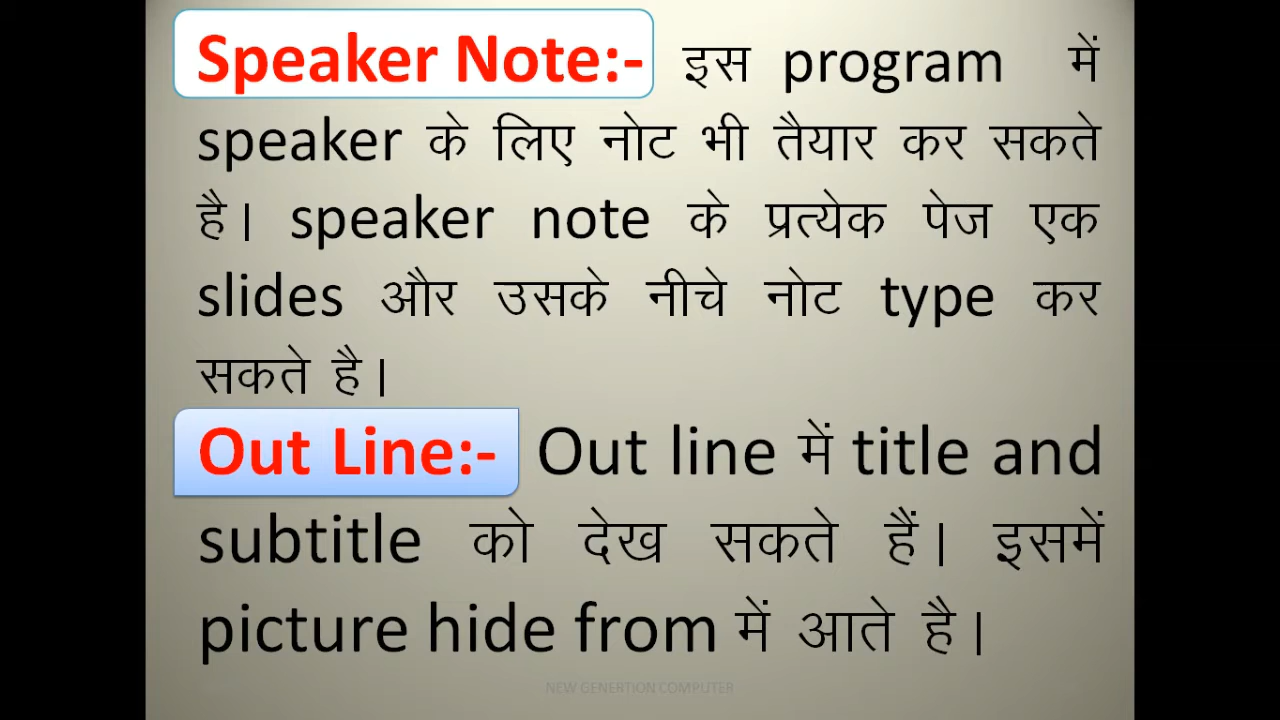 Speaker Note:- इस program में
speaker के लिए नोट भी तैयार कर सकते
है। speaker note के प्रत्येक पेज एक
slides और उसके नीचे नोट type कर
सकते है।
Out Line:- Out line में title and
subtitle को देख सकते हैं। इसमें
picture hide from में आते है।
NEW GENERTION COMPUTER